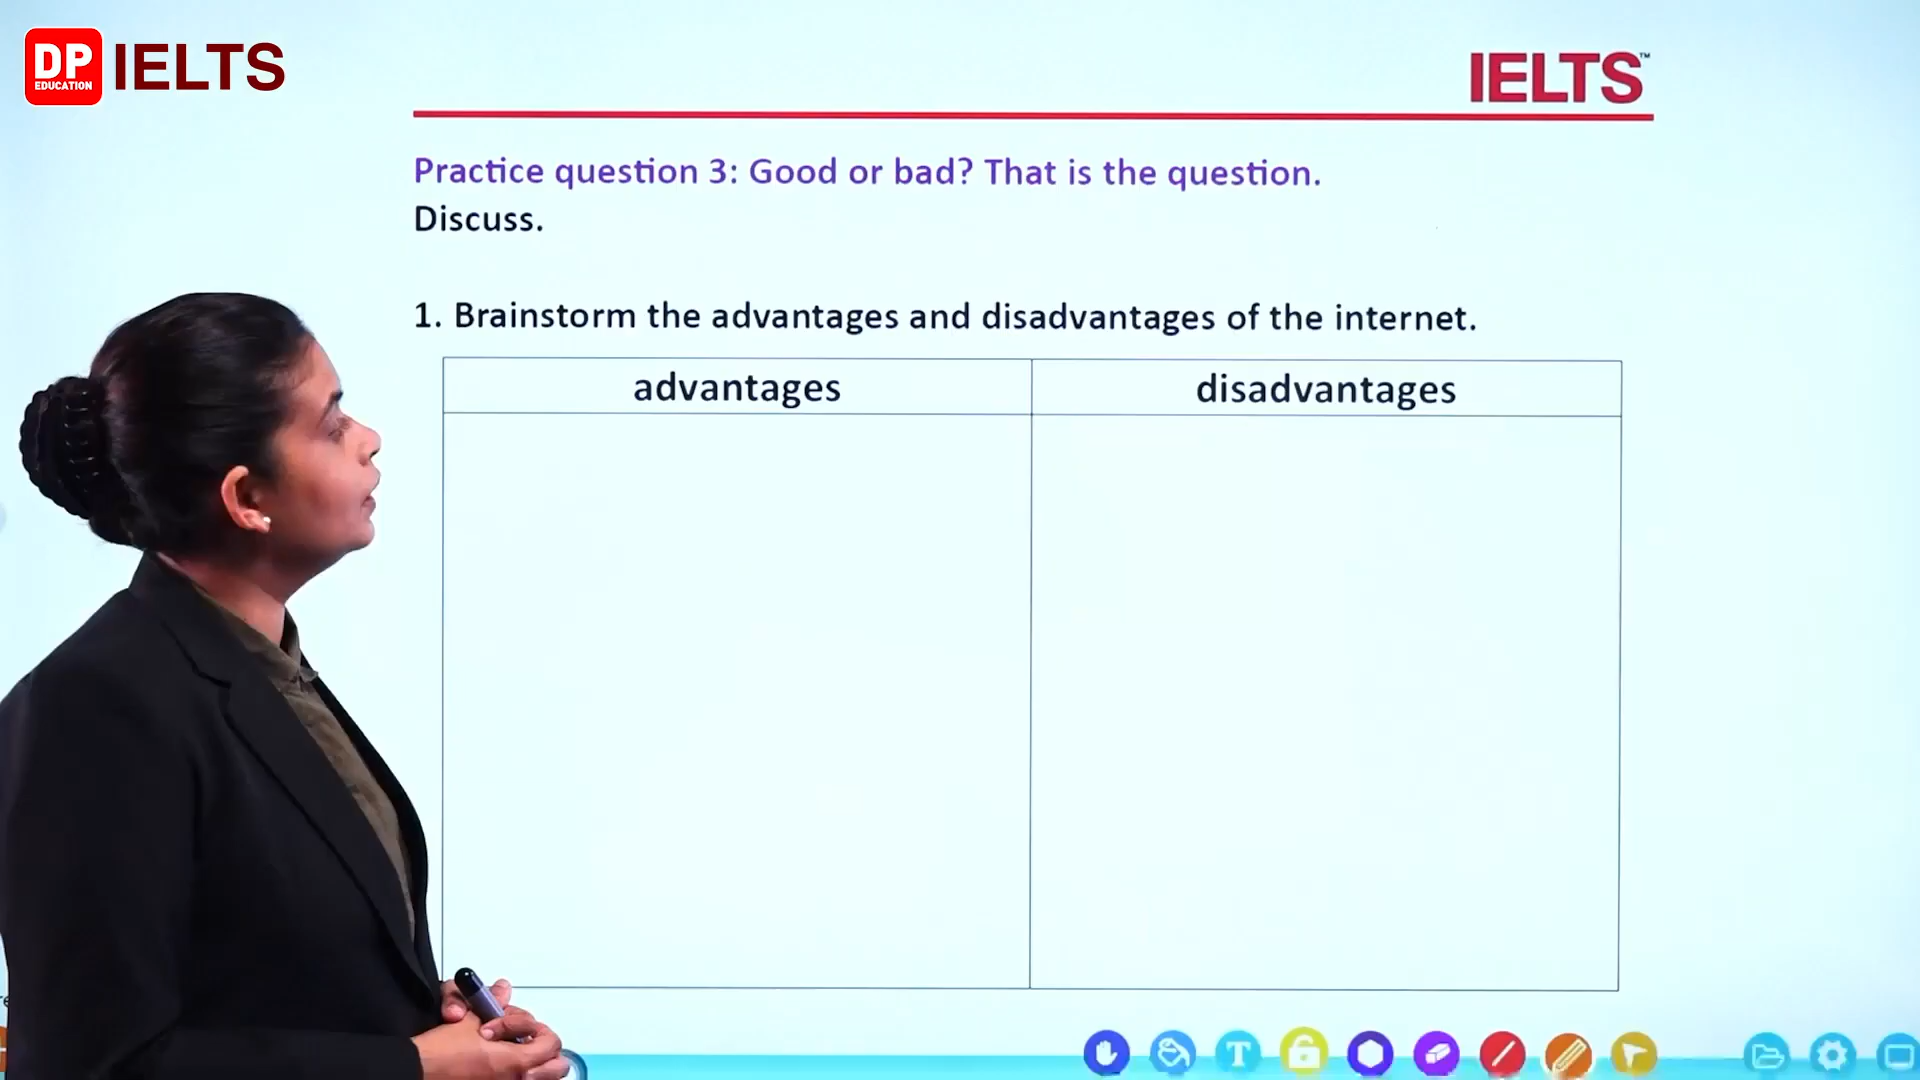 DP
EDUCATION
IELTS
IELTS™
Practice question 3: Good or bad? That is the question.
Discuss.
1. Brainstorm the advantages and disadvantages of the internet.
advantages
disadvantages
T